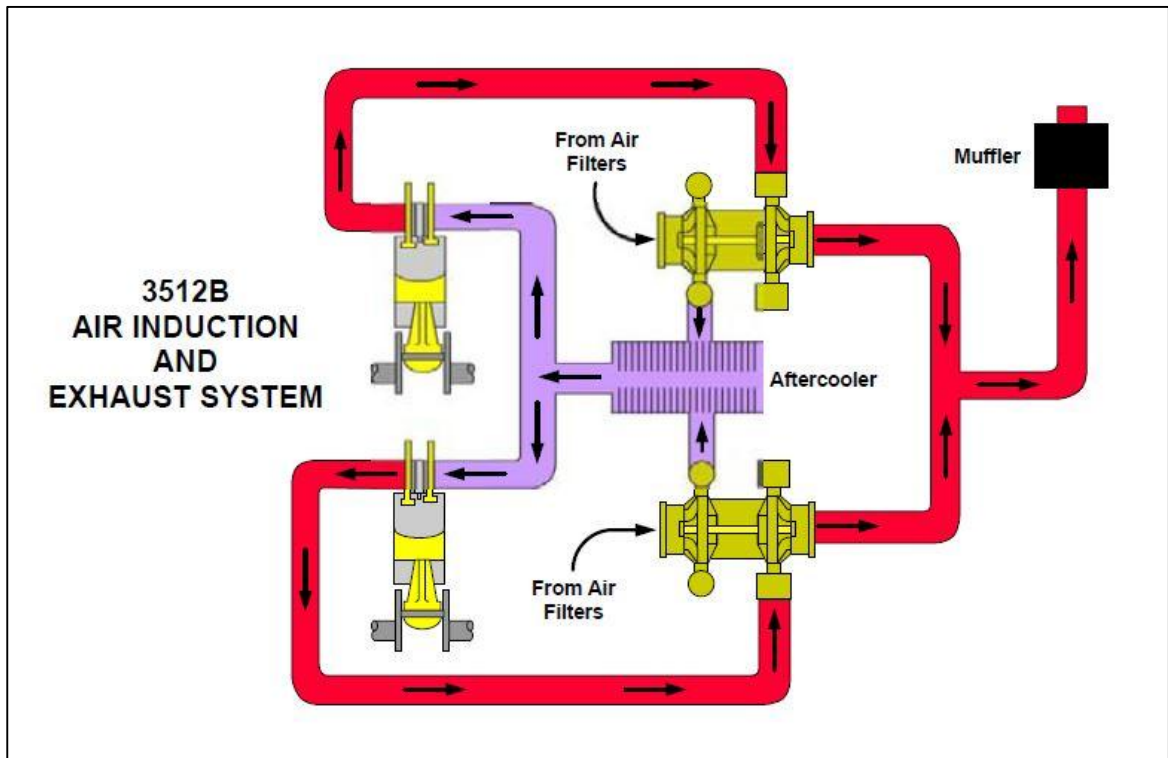 From Air
Filters
Muffler
3512B
AIR INDUCTION
AND
EXHAUST SYSTEM
Aftercooler
From Air
Filters